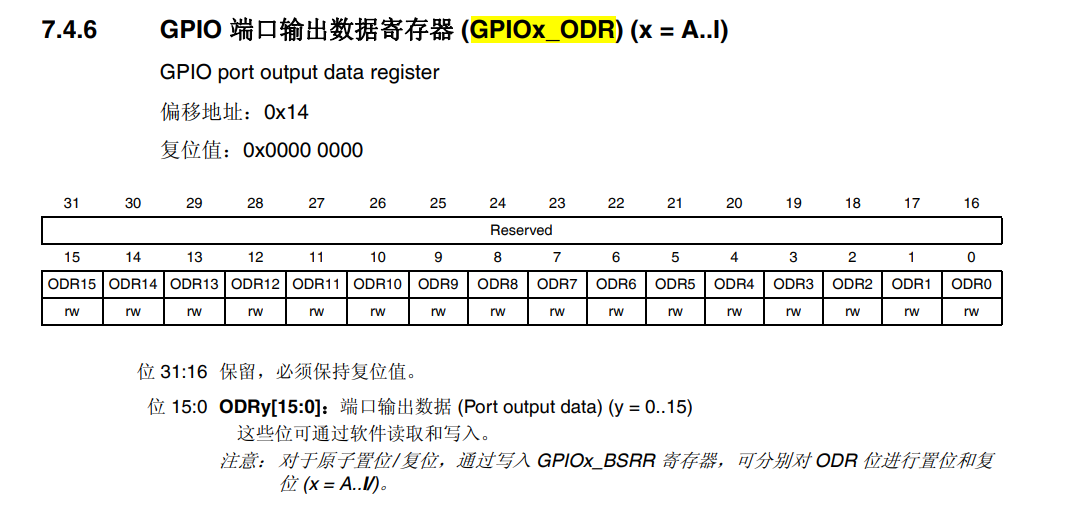 7.4.6 GPIO 端口输出数据寄存器 (GPIOx_ODR) (x = A..I)
GPIO port output data register
偏移地址：0x14
复位值：0x0000 0000
31 30 29 28 27 26 25 24 23 22 21 20 19 18 17 16
Reserved
15 14 13 12 11 10 9 8 7 6 5 4 3 2 1 0
ODR15 ODR14 ODR13 ODR12 ODR11 ODR10 ODR9 ODR8 ODR7 ODR6 ODR5 ODR4 ODR3 ODR2 ODR1 ODR0
rw rw rw rw rw rw rw rw rw rw rw rw rw rw rw rw
位 31:16 保留，必须保持复位值。
位 15:0 ODRy[15:0]：端口输出数据 (Port output data) (y = 0..15)
这些位可通过软件读取和写入。
注意： 对于原子置位/复位，通过写入 GPIOx_BSRR 寄存器，可分别对 ODR 位进行置位和复
位 (x = A..I/)。